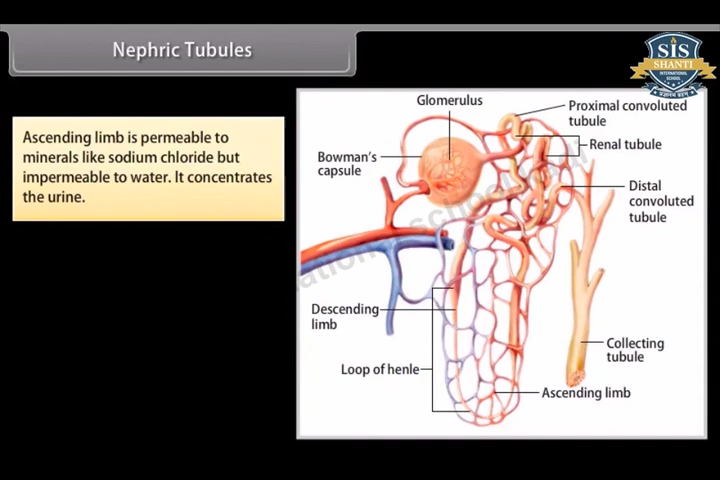 Nephric Tubules
SIS
SHANTI
INTERNATIONAL
SCHOOL
Ascending limb is permeable to
minerals like sodium chloride but
impermeable to water. It concentrates
the urine.
Glomerulus
Proximal convoluted
tubule
Renal tubule
Bowman's
capsule
Distal
convoluted
tubule
Descending
limb
Loop of henle
Collecting
tubule
Ascending limb